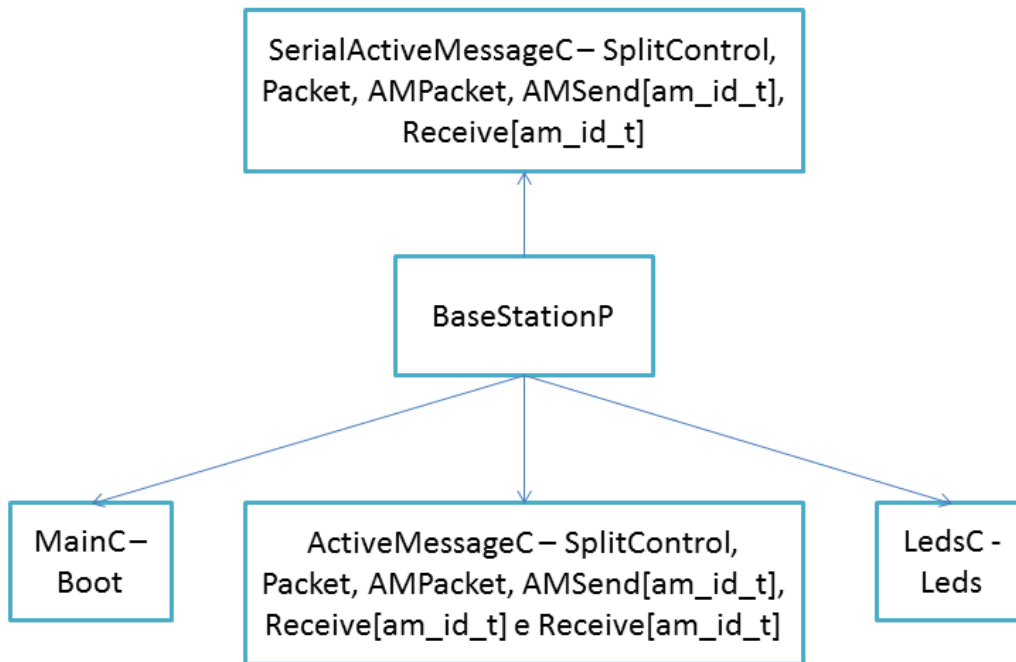 SerialActiveMessageC – SplitControl,
Packet, AMPacket, AMSend[am_id_t],
Receive[am_id_t]
BaseStationP
MainC –
Boot
ActiveMessageC – SplitControl,
Packet, AMPacket, AMSend[am_id_t],
Receive[am_id_t] e Receive[am_id_t]
LedsC -
Leds